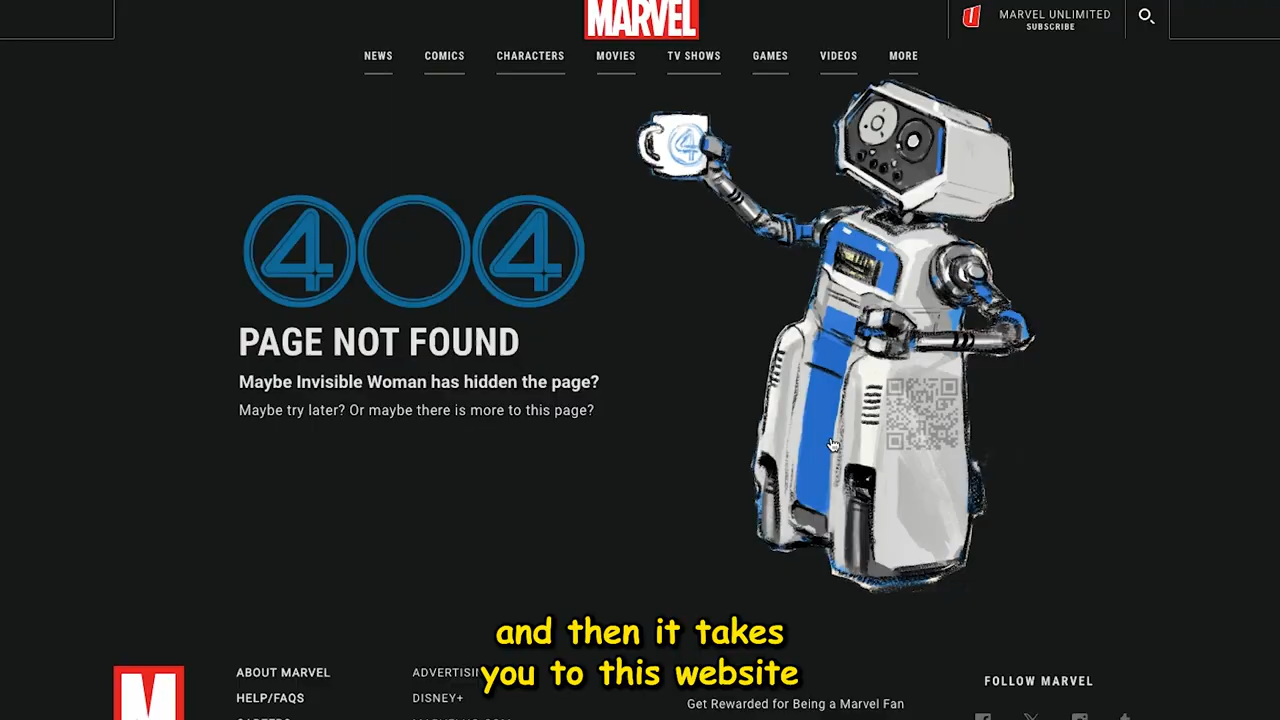 MARVEL
MARVEL UNLIMITED
SUBSCRIBE
NEWS COMICS CHARACTERS MOVIES TV SHOWS GAMES VIDEOS MORE
4
404
PAGE NOT FOUND
Maybe Invisible Woman has hidden the page?
Maybe try later? Or maybe there is more to this page?
and then it takes
you to this website
ABOUT MARVEL
HELP/FAQS
ADVERTISI
DISNEY+
Get Rewarded for Being a Marvel Fan
FOLLOW MARVEL